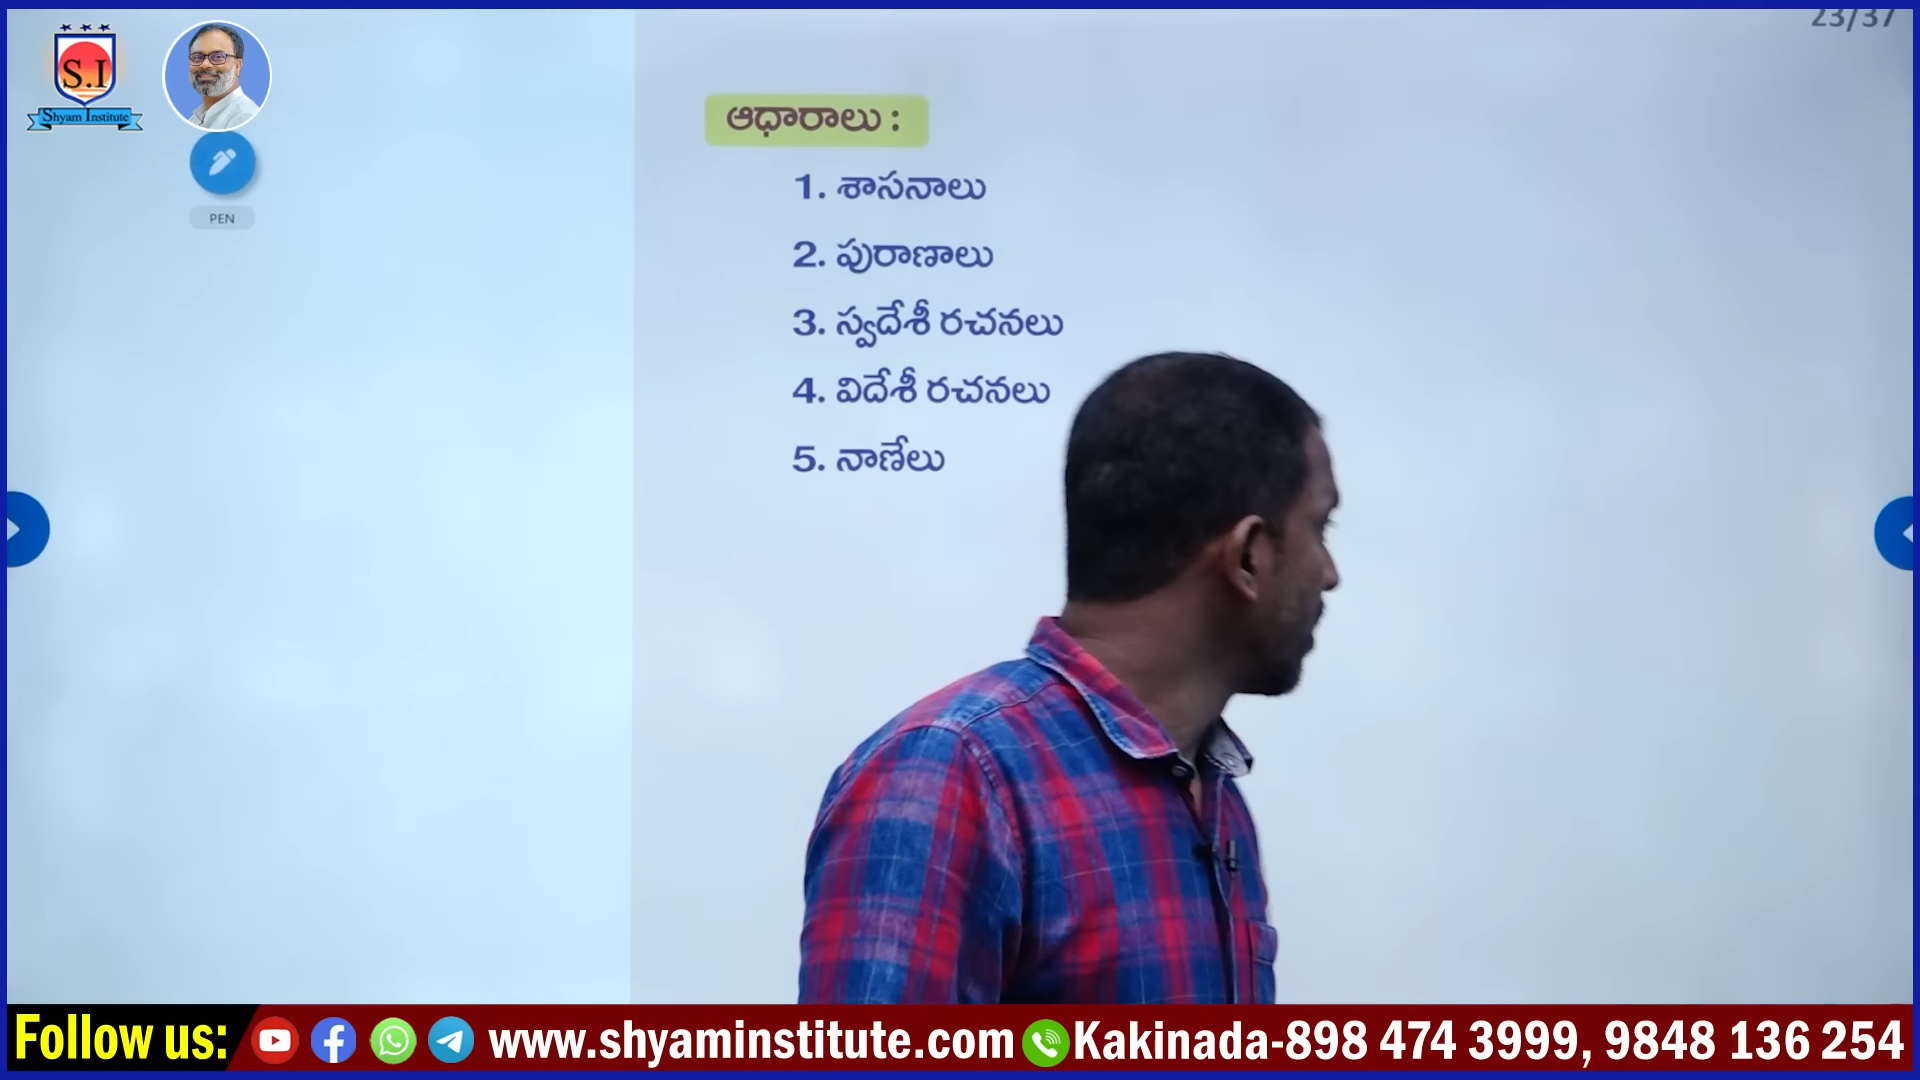 23/37
S.I
Shyam Institute
PEN
ఆధారాలు :
1. శాసనాలు
2. పురాణాలు
3. స్వదేశీ రచనలు
4. విదేశీ రచనలు
5. నాణేలు
Follow us: www.shyaminstitute.com Kakinada-898 474 3999, 9848 136 254